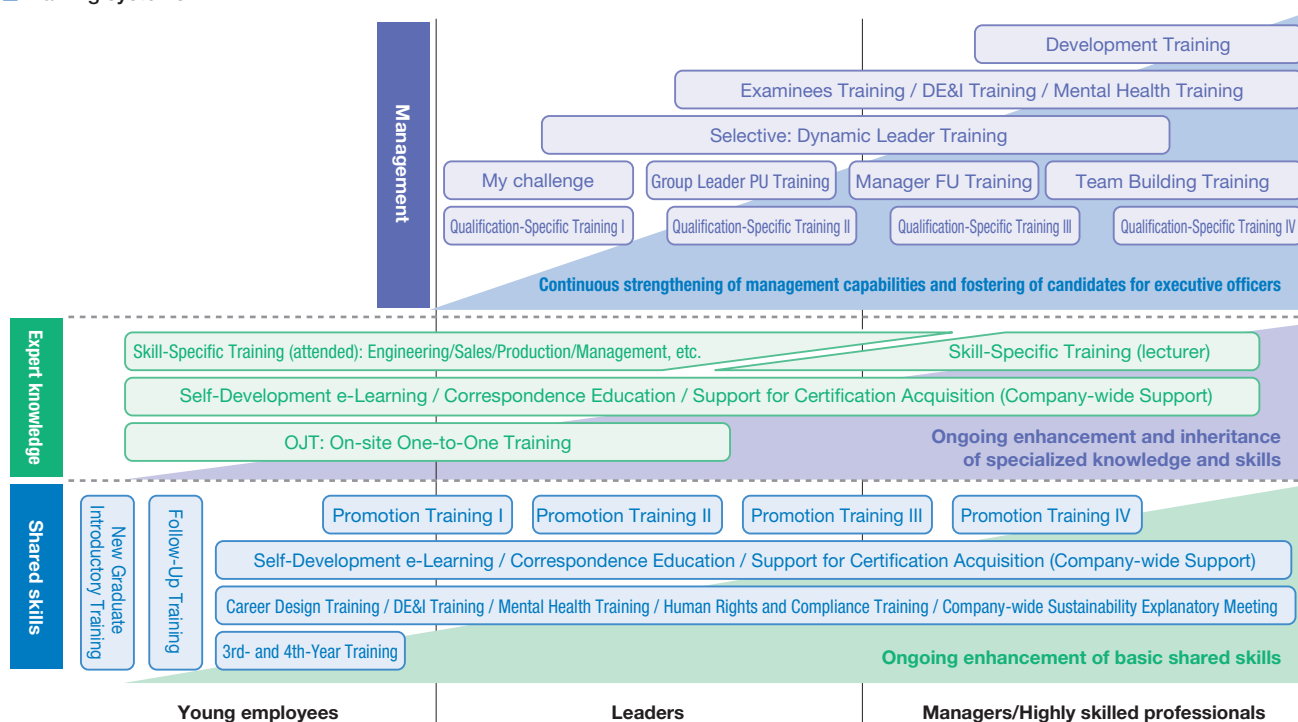 Management
Development Training
Examinees Training / DE&I Training / Mental Health Training
Selective: Dynamic Leader Training
My challenge
Group Leader PU Training
Manager FU Training
Team Building Training
Qualification-Specific Training I
Qualification-Specific Training II
Qualification-Specific Training III
Qualification-Specific Training IV
Continuous strengthening of management capabilities and fostering of candidates for executive officers
Expert knowledge
Skill-Specific Training (attended): Engineering/Sales/Production/Management, etc.
Skill-Specific Training (lecturer)
Self-Development e-Learning / Correspondence Education / Support for Certification Acquisition (Company-wide Support)
OJT: On-site One-to-One Training
Ongoing enhancement and inheritance
of specialized knowledge and skills
Shared skills
New Graduate
Introductory Training
Follow-Up Training
Promotion Training I
Promotion Training II
Promotion Training III
Promotion Training IV
Self-Development e-Learning / Correspondence Education / Support for Certification Acquisition (Company-wide Support)
Career Design Training / DE&I Training / Mental Health Training / Human Rights and Compliance Training / Company-wide Sustainability Explanatory Meeting
3rd- and 4th-Year Training
Ongoing enhancement of basic shared skills
Young employees
Leaders
Managers/Highly skilled professionals